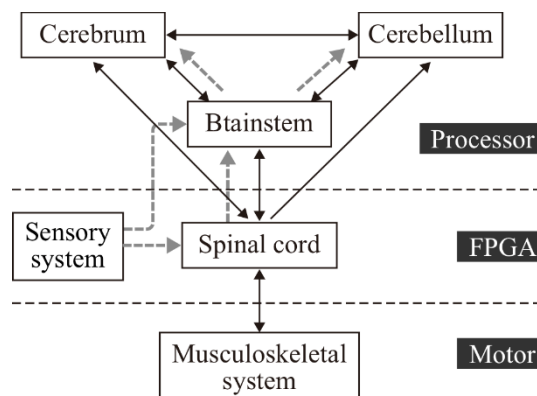 Cerebrum
Cerebellum
Btainstem
Processor
Sensory
system
Spinal cord
FPGA
Musculoskeletal
system
Motor